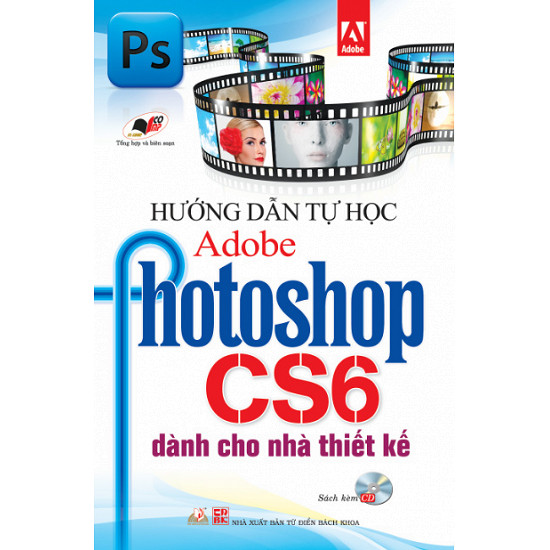 Ps
Adobe
Tổng hợp và biên soạn
HƯỚNG DẪN TỰ HỌC
Adobe
Photoshop
CS6
dành cho nhà thiết kế
Sách kèm CD
NHÀ XUẤT BẢN TỪ ĐIỂN BÁCH KHOA